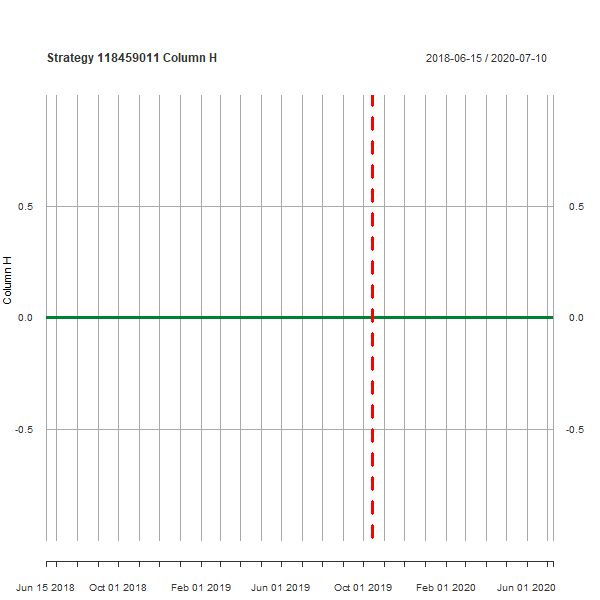 Strategy 118459011 Column H
2018-06-15 / 2020-07-10
0.5
0.5
Column H
0.0
0.0
-0.5
-0.5
Jun 15 2018
Oct 01 2018
Feb 01 2019
Jun 01 2019
Oct 01 2019
Feb 01 2020
Jun 01 2020